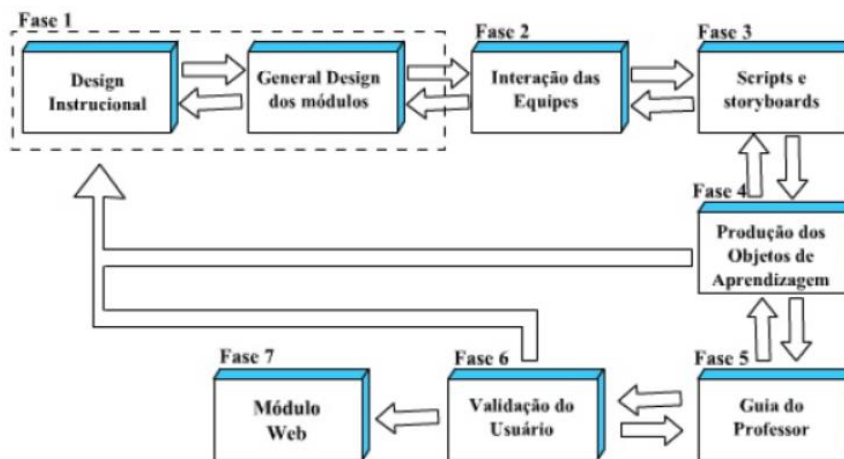 Fase 1
Design
Instrucional
General Design
dos módulos
Fase 2
Interação das
Equipes
Fase 3
Scripts e
storyboards
Fase 4
Produção dos
Objetos de
Aprendizagem
Fase 5
Guia do
Professor
Fase 6
Validação do
Usuário
Fase 7
Módulo
Web